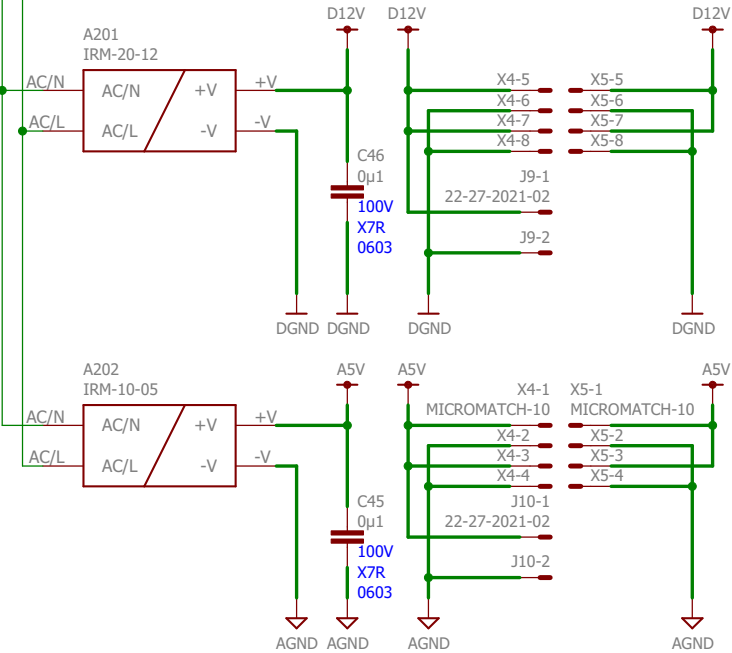 D12V D12V D12V
A201
IRM-20-12
AC/N AC/N +V +V
AC/L AC/L -V -V
X4-5 X5-5
X4-6 X5-6
X4-7 X5-7
X4-8 X5-8
C46
0µ1
100V
X7R
0603
J9-1
22-27-2021-02
J9-2
DGND DGND DGND DGND
A202
IRM-10-05
A5V A5V A5V
AC/N AC/N +V +V
AC/L AC/L -V -V
X4-1 X5-1
MICROMATCH-10 MICROMATCH-10
X4-2 X5-2
X4-3 X5-3
X4-4 X5-4
C45
0µ1
100V
X7R
0603
J10-1
22-27-2021-02
J10-2
AGND AGND AGND AGND